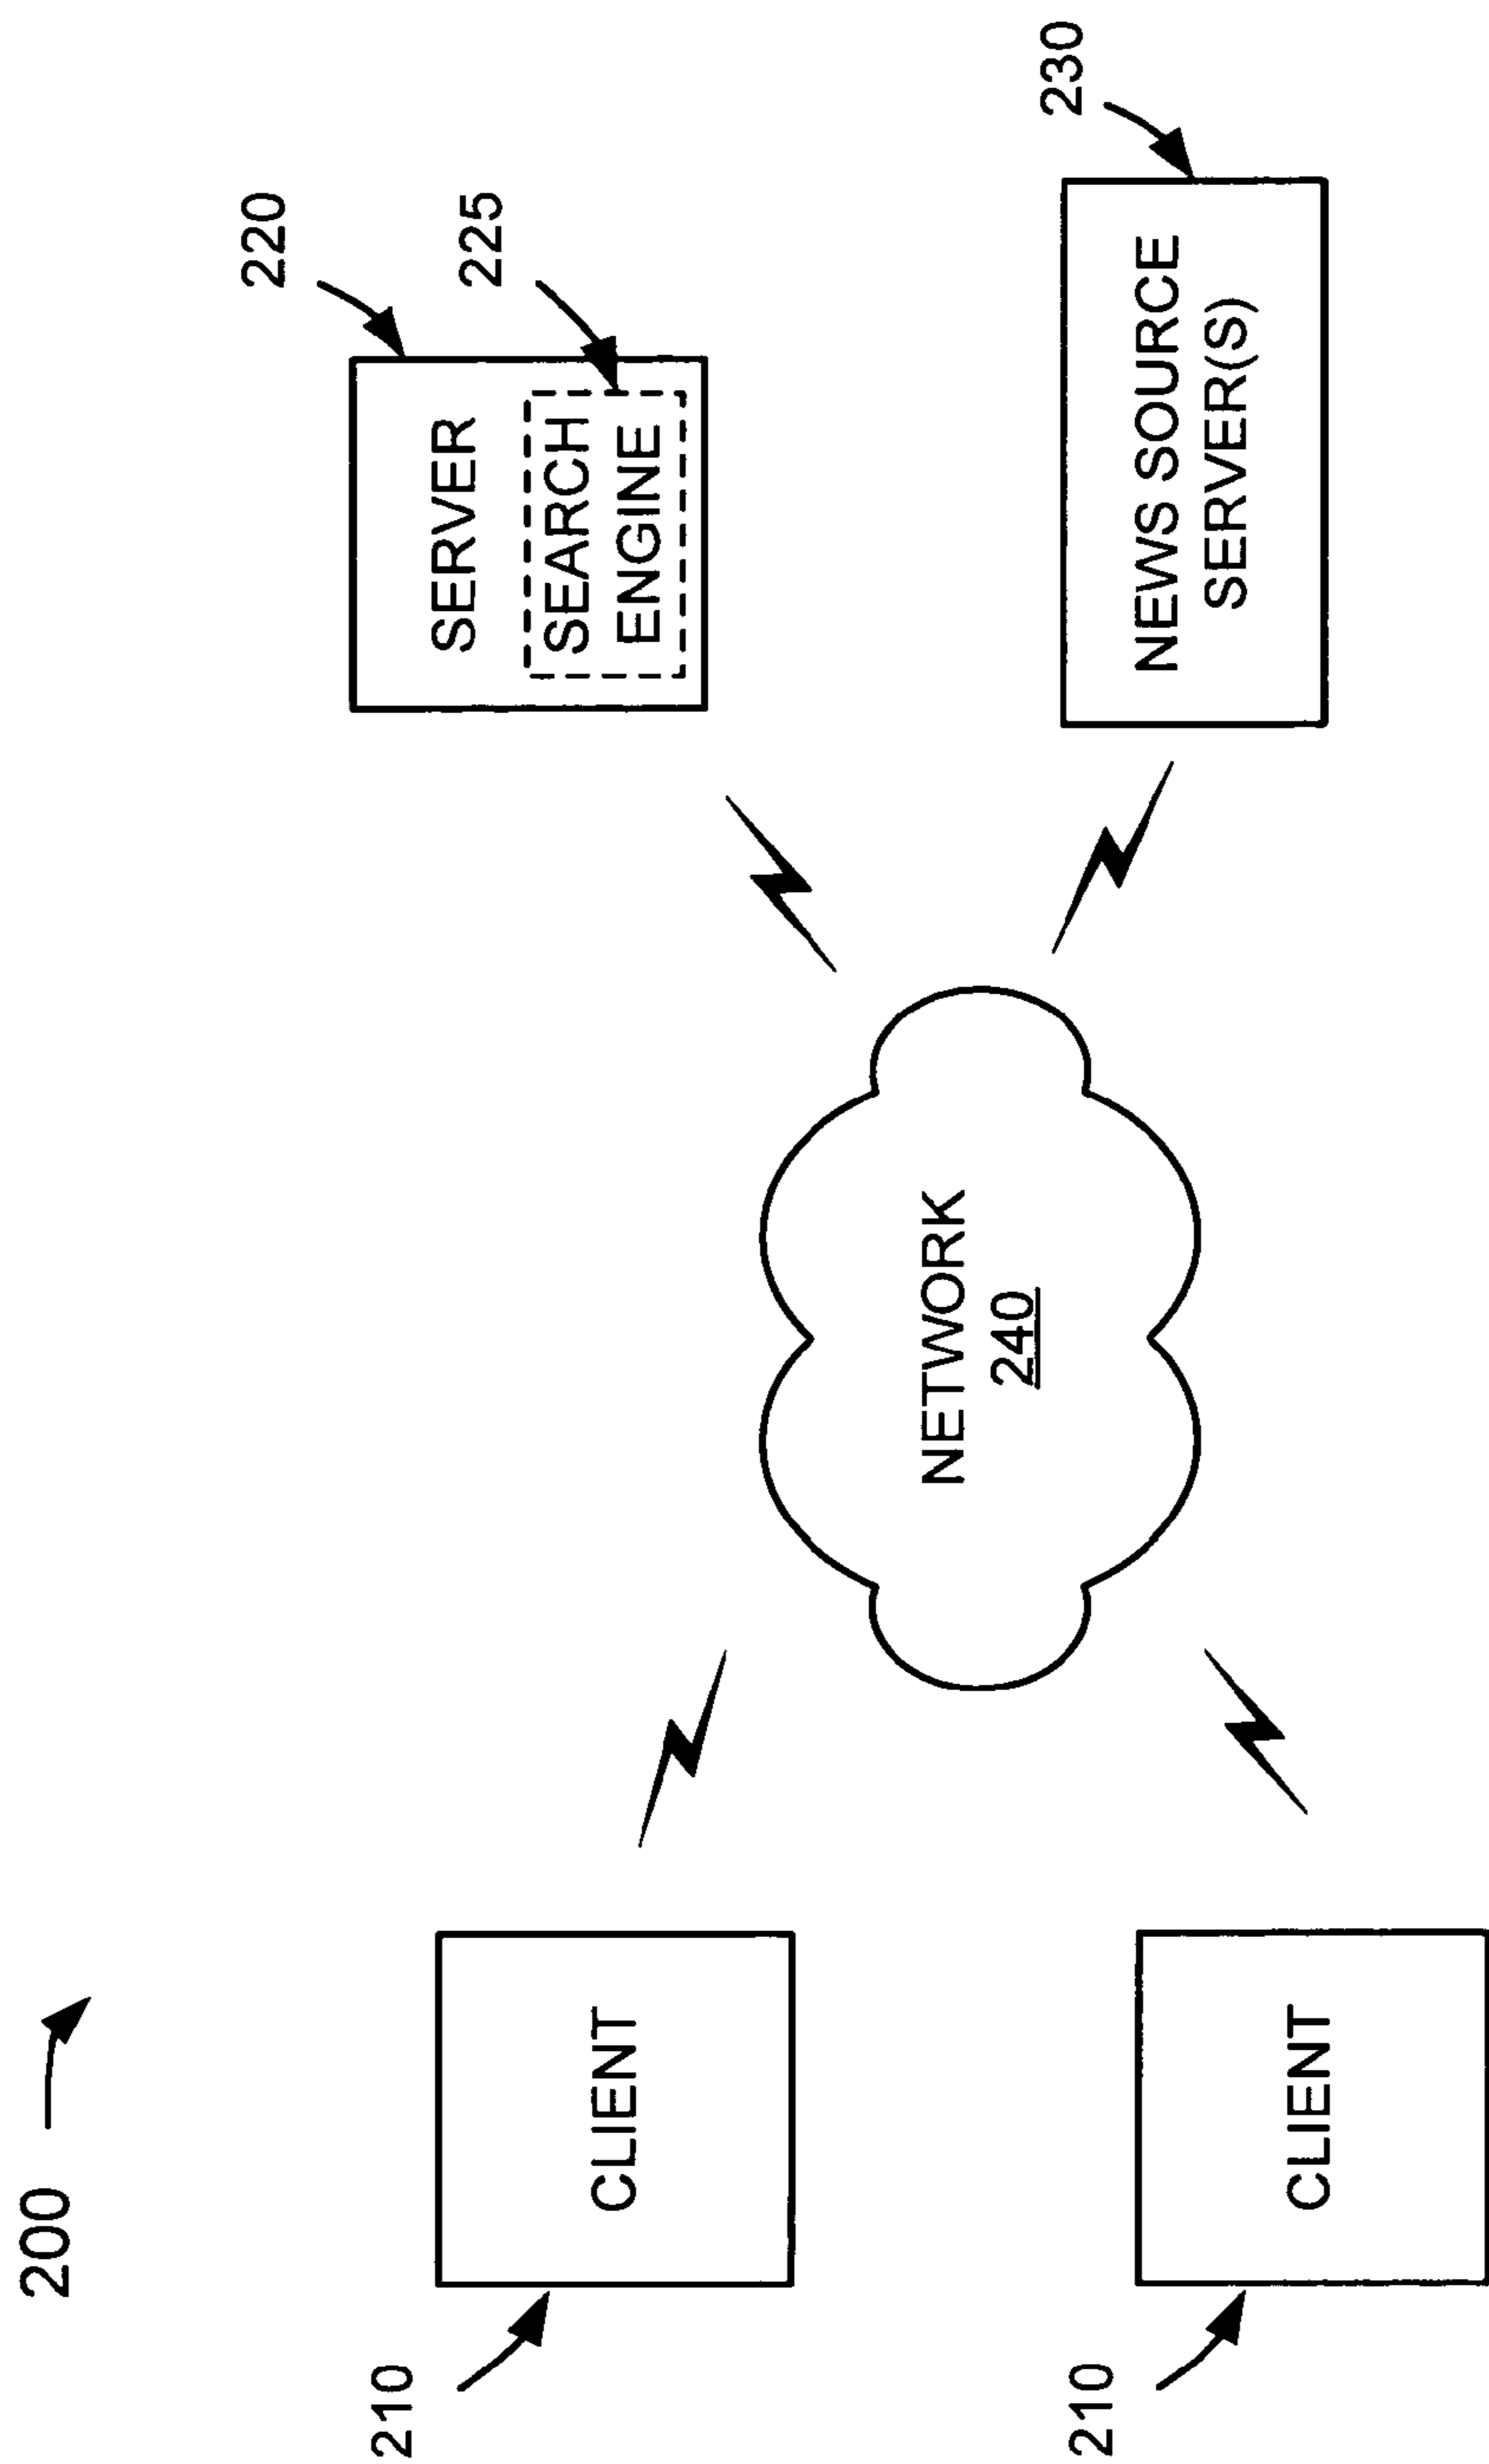 200
210
CLIENT
210
CLIENT
NETWORK
240
220
SERVER
225
SEARCH
ENGINE
230
NEWS SOURCE
SERVER(S)